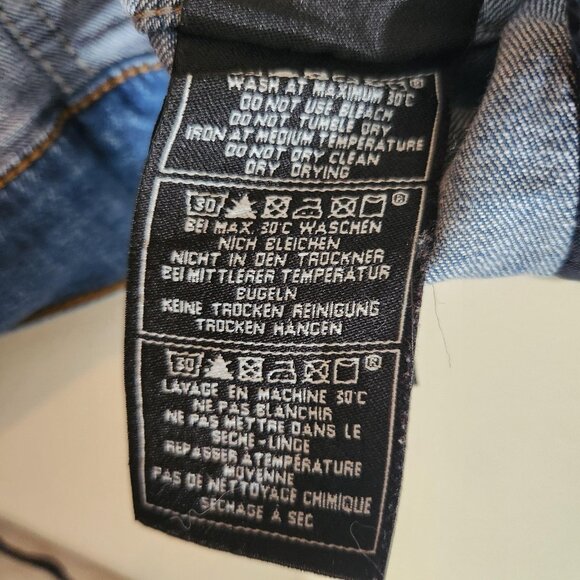 WASH AT MAXIMUM 30°C
DO NOT USE BLEACH
DO NOT TUMBLE DRY
IRON AT MEDIUM TEMPERATURE
DO NOT DRY CLEAN
DRY DRYING
30 ®
BEI MAX. 30°C WASCHEN
NICH BLEICHEN
NICHT IN DEN TROCKNER
BEI MITTLERER TEMPERATUR
BUGELN
KEINE TROCKEN REINIGUNG
TROCKEN HANGEN
30 ®
LAVAGE EN MACHINE 30°C
NE PAS BLANCHIR
NE PAS METTRE DANS LE
SECHE-LINGE
REPASSER A TEMPÉRATURE
MOYENNE
PAS DE NETTOYAGE CHIMIQUE
SECHAGE À SEC